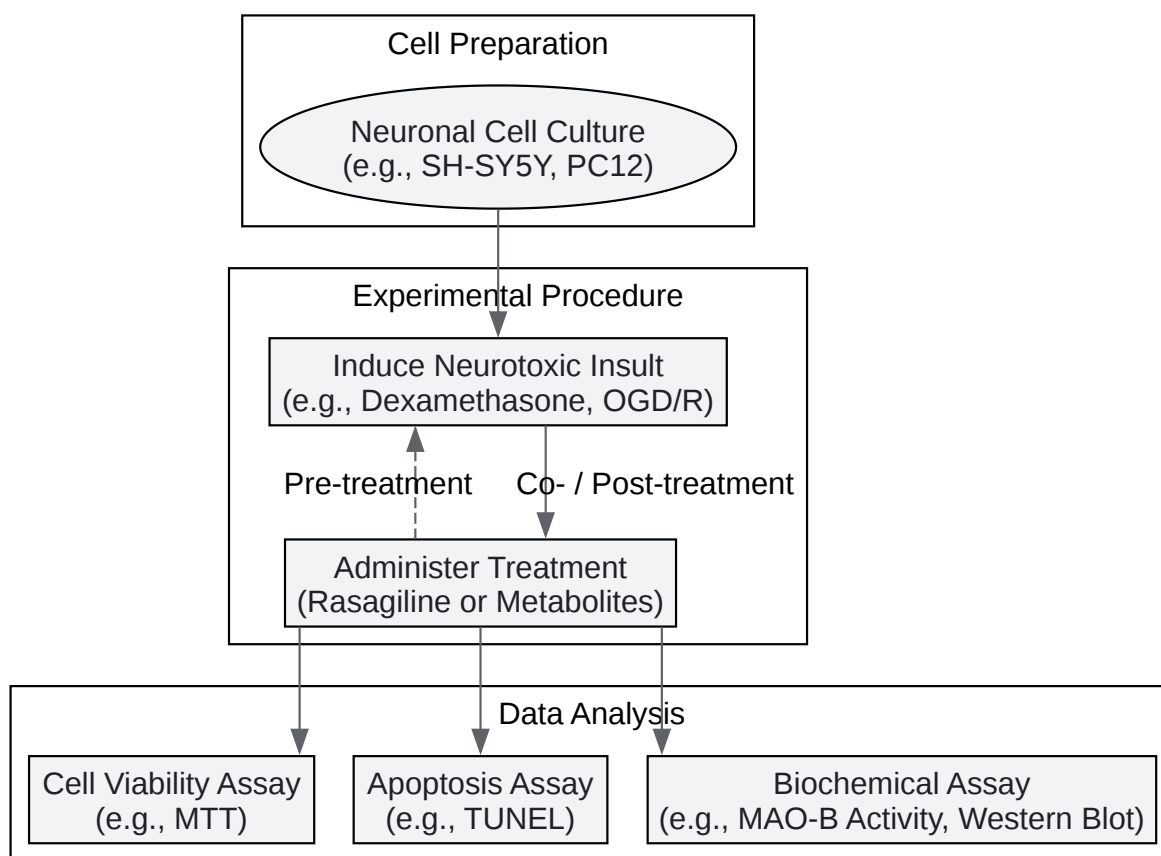 Cell Preparation
Neuronal Cell Culture
(e.g., SH-SY5Y, PC12)
Experimental Procedure
Induce Neurotoxic Insult
(e.g., Dexamethasone, OGD/R)
Pre-treatment
Co- / Post-treatment
Administer Treatment
(Rasagiline or Metabolites)
Data Analysis
Cell Viability Assay
(e.g., MTT)
Apoptosis Assay
(e.g., TUNEL)
Biochemical Assay
(e.g., MAO-B Activity, Western Blot)